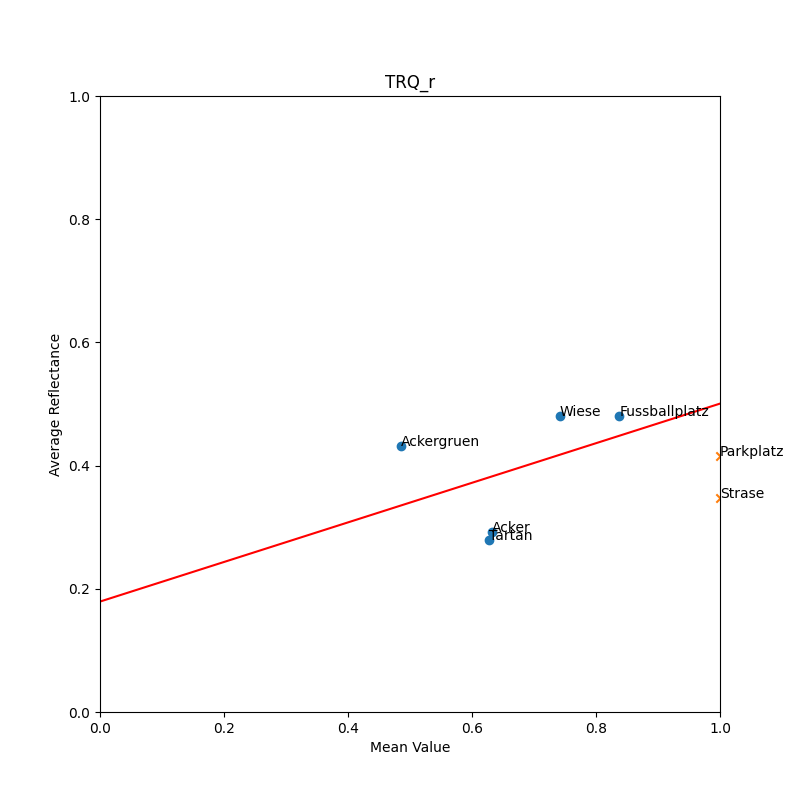 TRQ_r
1.0
0.8
0.6
0.4
0.2
0.0
Average Reflectance
Wiese
Fussballplatz
Ackergruen
Parkplatz
Strase
Acker
Tartan
0.0
0.2
0.4
0.6
0.8
1.0
Mean Value